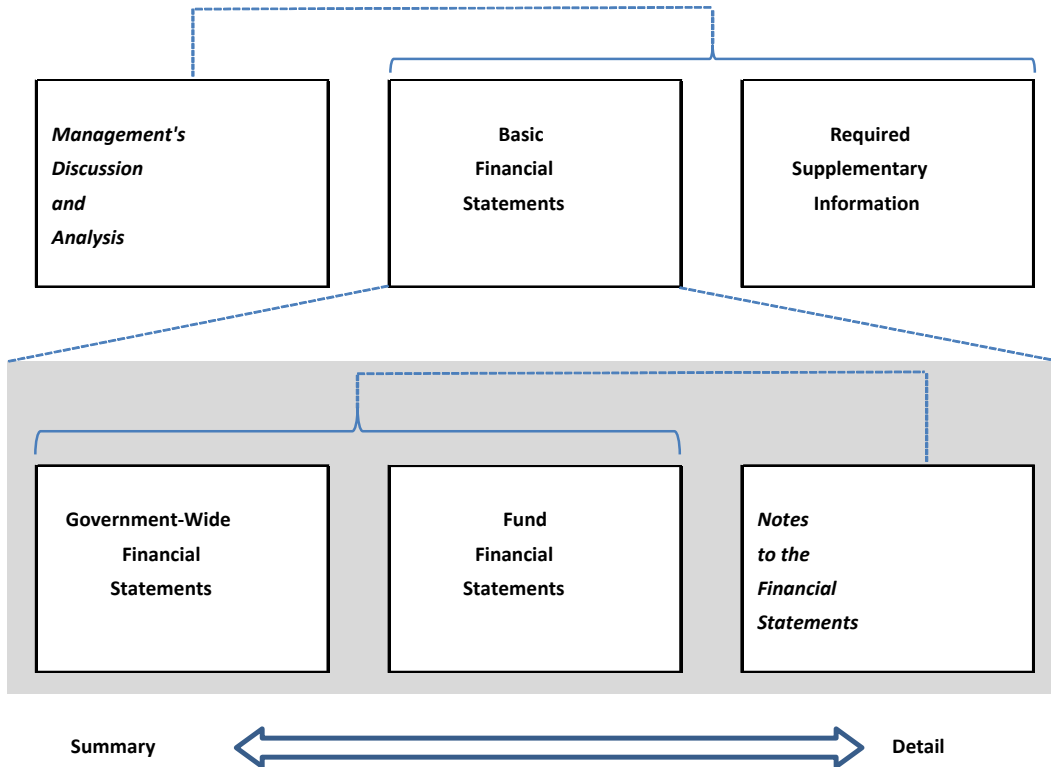 Management's
Discussion
and
Analysis
Basic
Financial
Statements
Required
Supplementary
Information
Government-Wide
Financial
Statements
Fund
Financial
Statements
Notes
to the
Financial
Statements
Summary
Detail